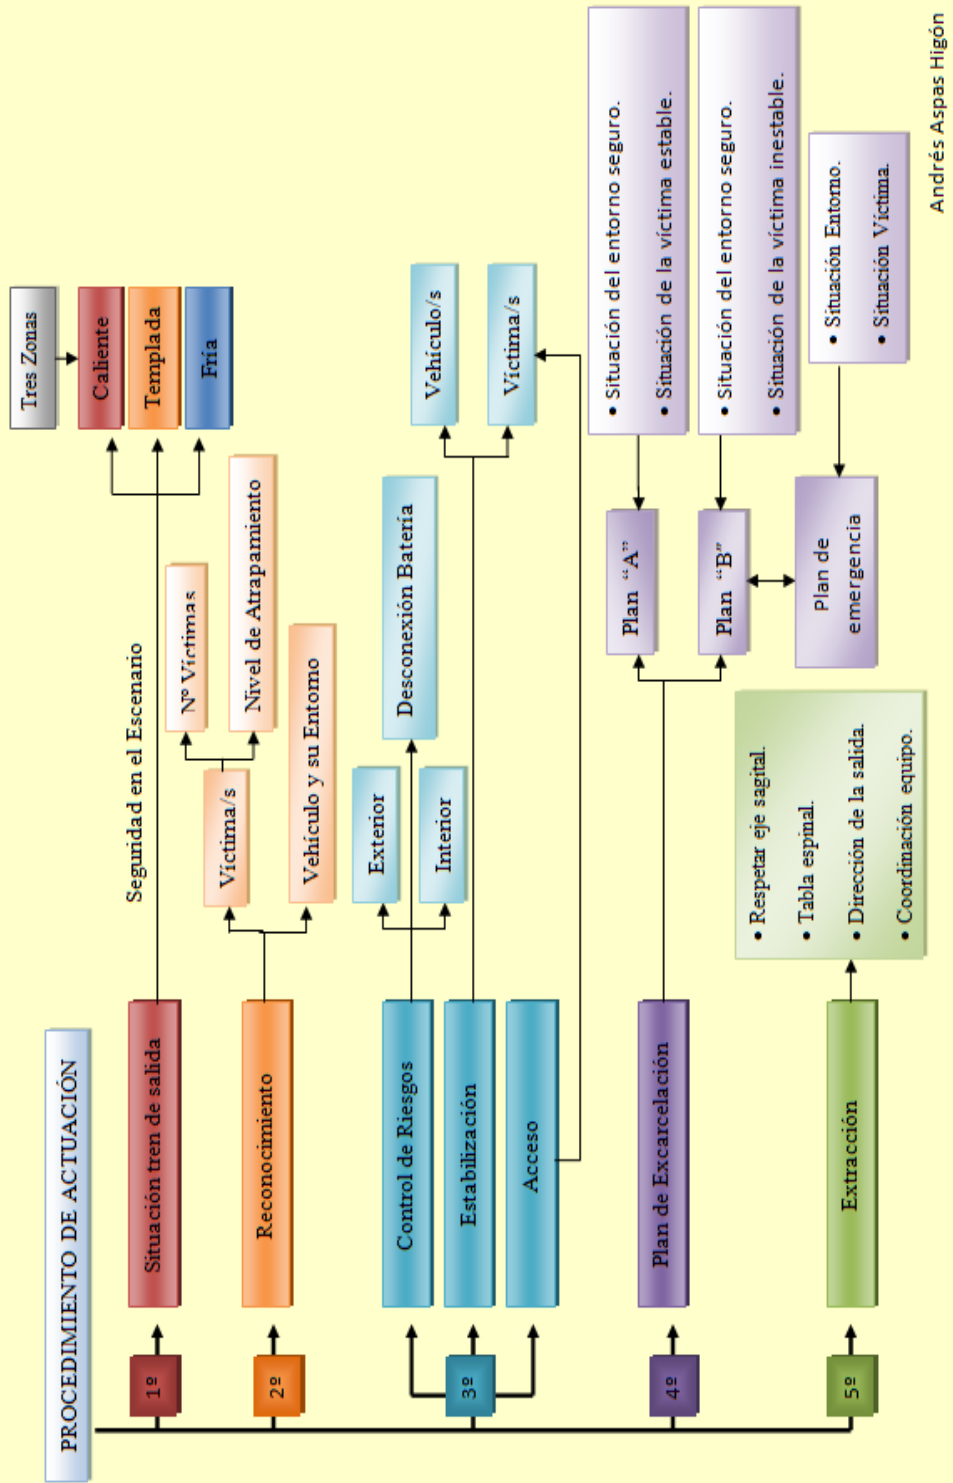 PROCEDIMIENTO DE ACTUACIÓN
1º
Situación tren de salida
Seguridad en el Escenario
Tres Zonas
Caliente
Templada
Fría
2º
Reconocimiento
Víctima/s
Nº Víctimas
Nivel de Atrapamiento
Vehículo y su Entorno
3º
Control de Riesgos
Exterior
Interior
Desconexión Batería
Estabilización
Vehículo/s
Víctima/s
Acceso
4º
Plan de Excarcelación
Plan “A”
• Situación del entorno seguro.
• Situación de la víctima estable.
Plan “B”
• Situación del entorno seguro.
• Situación de la víctima inestable.
Plan de
emergencia
• Situación Entorno.
• Situación Víctima.
5º
Extracción
• Respetar eje sagital.
• Tabla espinal.
• Dirección de la salida.
• Coordinación equipo.
Andrés Aspas Higón